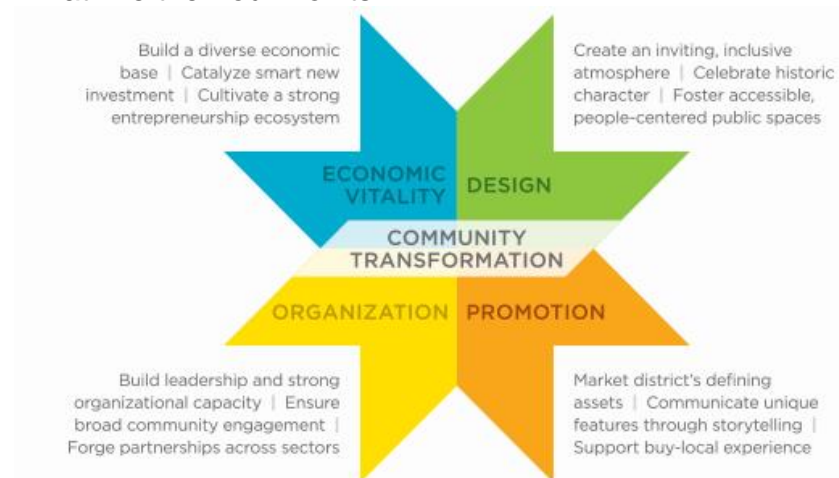 Build a diverse economic
base | Catalyze smart new
investment | Cultivate a strong
entrepreneurship ecosystem
Create an inviting, inclusive
atmosphere | Celebrate historic
character | Foster accessible,
people-centered public spaces
ECONOMIC
VITALITY
DESIGN
COMMUNITY
TRANSFORMATION
ORGANIZATION
PROMOTION
Build leadership and strong
organizational capacity | Ensure
broad community engagement |
Forge partnerships across sectors
Market district's defining
assets | Communicate unique
features through storytelling |
Support buy-local experience